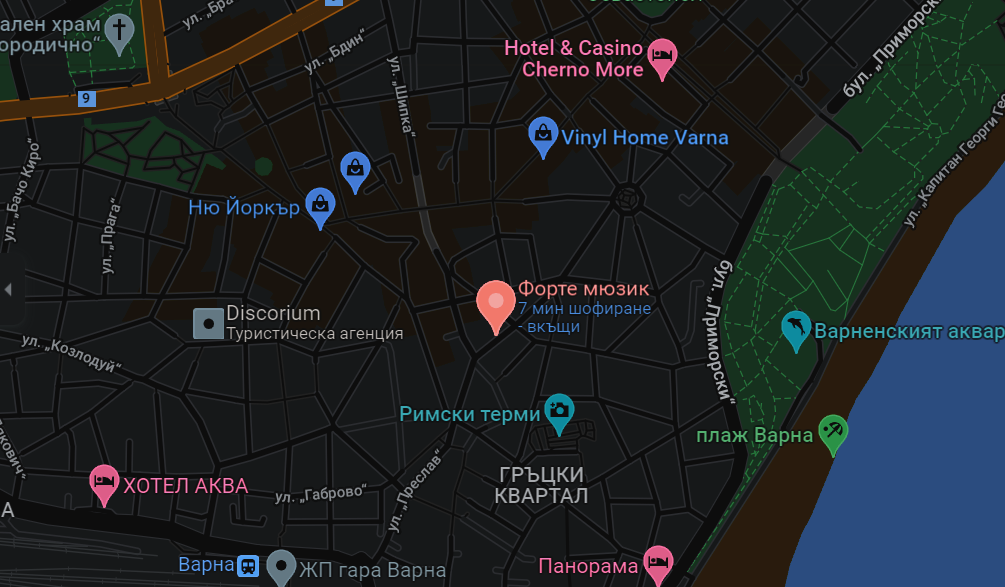 ул. „Бра
ален храм
ородично“
ул. „Бдин“
Hotel & Casino
Cherno More
бул. „Приморск
9
ул. „Шипка“
Vinyl Home Varna
ул. „Бачо Киро“
ул. „Прага“
Ню Йоркър
ул. „Капитан Георги Гео
Форте мюзик
7 мин шофиране
- вкъщи
Discorium
Туристическа агенция
бул. „Приморски“
Варненският аквар
ул. „Козлодуй“
Римски терми
плаж Варна
ГРЪЦКИ
КВАРТАЛ
ХОТЕЛ АКВА
ул. „Габрово“
ул. „Преслав“
А
Варна
ЖП гара Варна
Панорама